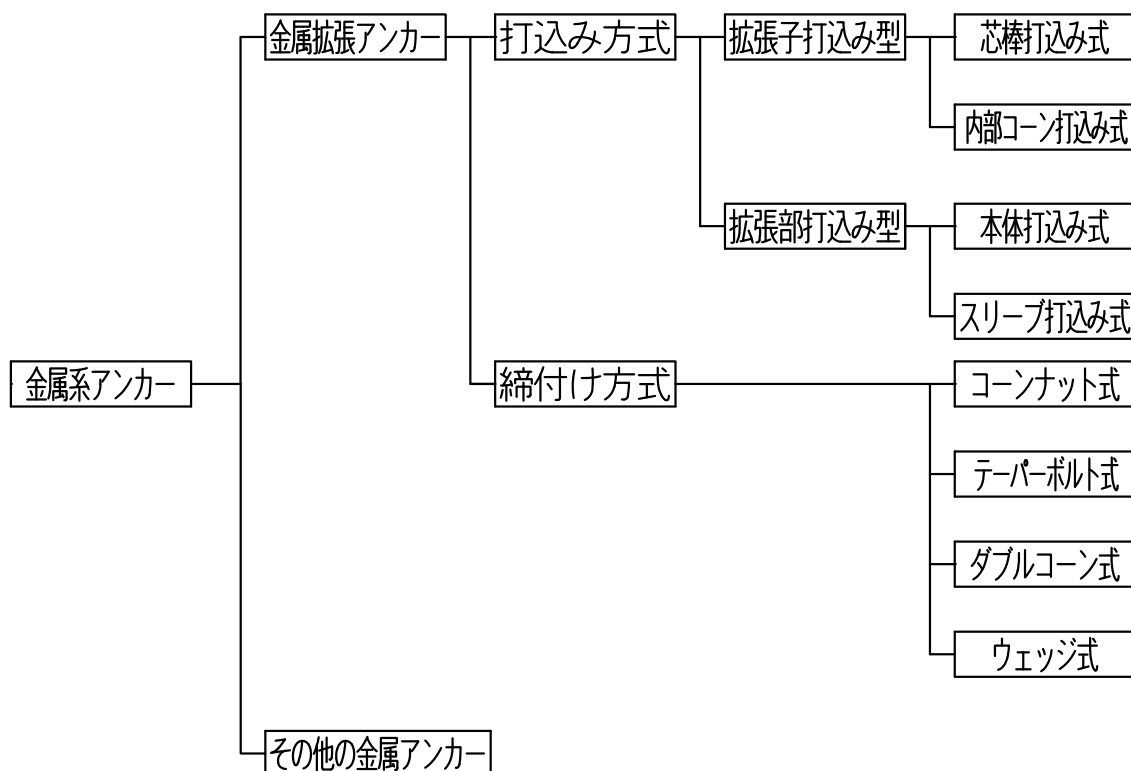 金属拡張アンカー
打込み方式
拡張子打込み型
芯棒打込み式
内部コーン打込み式
拡張部打込み型
本体打込み式
スリーブ打込み式
金属系アンカー
締付け方式
コーンナット式
テーパーボルト式
ダブルコーン式
ウェッジ式
その他の金属アンカー